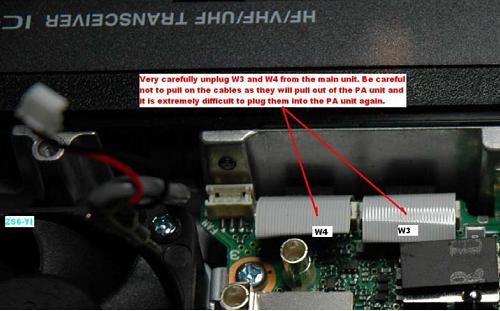 HF/VHF/UHF TRANSCEIVER IC
Very carefully unplug W3 and W4 from the main unit. Be careful
not to pull on the cables as they will pull out of the PA unit and
it is extremely difficult to plug them into the PA unit again.
ZS6-YI
W4
W3